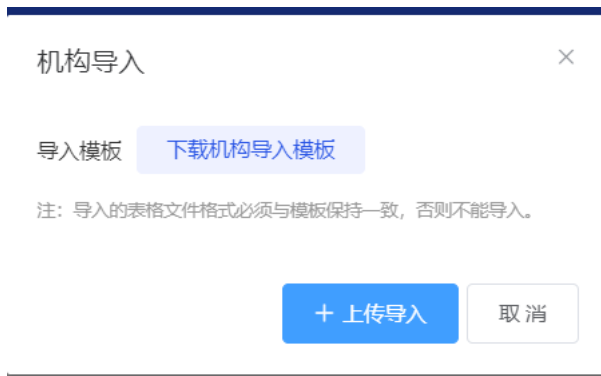 机构导入
导入模板 下载机构导入模板
注：导入的表格文件格式必须与模板保持一致，否则不能导入。
+ 上传导入 取消